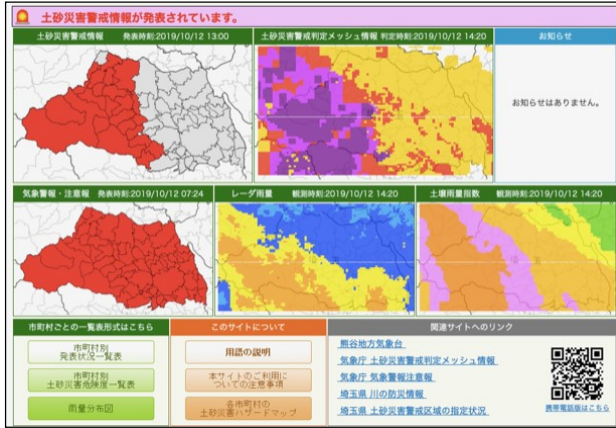 土砂災害警戒情報が発表されています。
土砂災害警戒情報 発表時刻:2019/10/12 13:00
土砂災害警戒判定メッシュ情報 判定時刻:2019/10/12 14:20
お知らせ
お知らせはありません。
気象警報・注意報 発表時刻:2019/10/12 07:24
レーダ雨量 観測時刻:2019/10/12 14:20
土壌雨量指数 観測時刻:2019/10/12 14:20
市町村ごとの一覧表形式はこちら
市町村別
発表状況一覧表
市町村別
土砂災害危険度一覧表
雨量分布図
このサイトについて
用語の説明
本サイトのご利用に
ついての注意事項
各市町村の
土砂災害ハザードマップ
関連サイトへのリンク
熊谷地方気象台
気象庁 土砂災害警戒判定メッシュ情報
気象庁 気象警報注意報
埼玉県 川の防災情報
埼玉県 土砂災害警戒区域の指定状況
携帯電話版はこちら